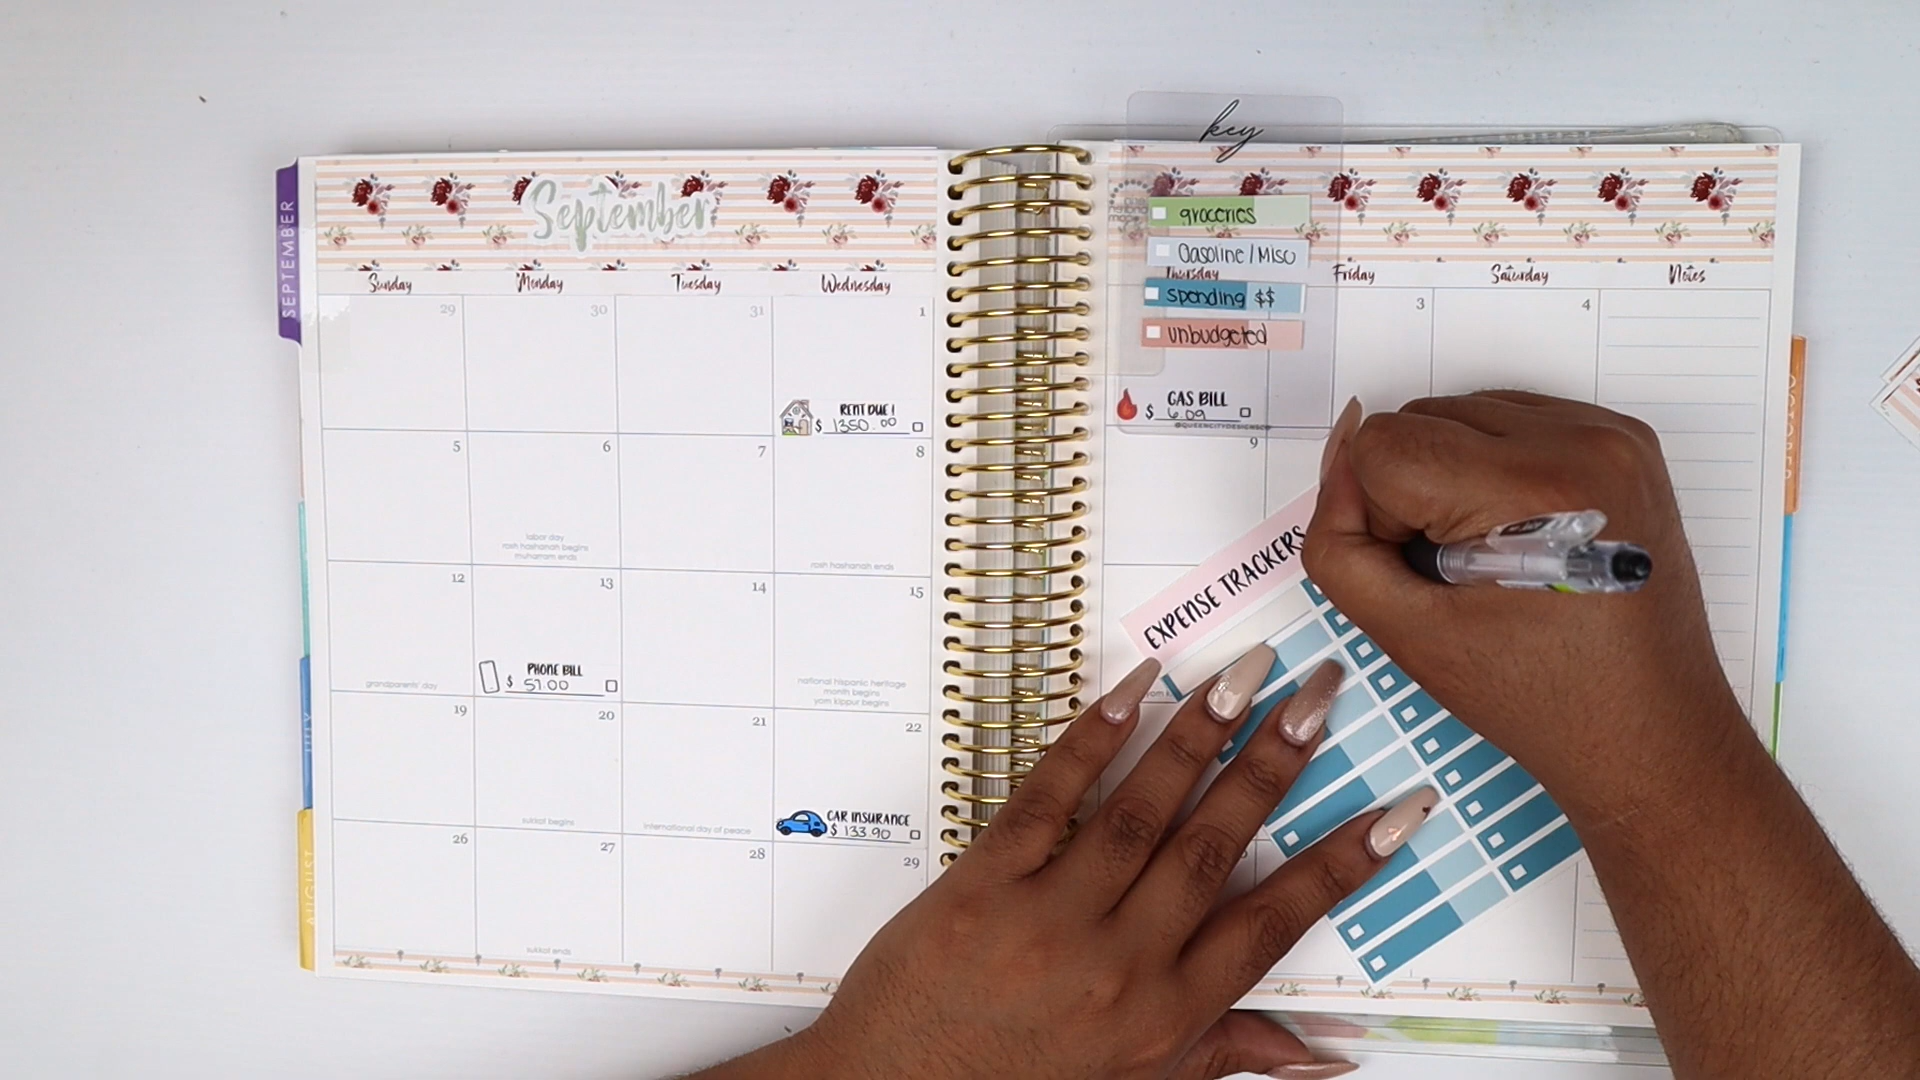 September
SEPTEMBER
Sunday
Monday
Tuesday
Wednesday
29
30
31
1
RENT DUE!
$ 1350.00
5
6
7
8
labor day
rosh hashanah begins
muharram ends
rosh hashanah ends
12
13
14
15
grandparents' day
PHONE BILL
$ 57.00
national hispanic heritage
month begins
yom kippur begins
19
20
21
22
sukkot begins
international day of peace
CAR INSURANCE
$ 133.90
26
27
28
29
sukkot ends
JULY
AUGUST
key
groceries
Gasoline / Misc
spending $$
unbudgeted
Thursday
Friday
Saturday
Notes
3
4
GAS BILL
$ 6.09
@QUEENCITYDESIGNSCO
9
EXPENSE TRACKERS
yom k
OCTOBER